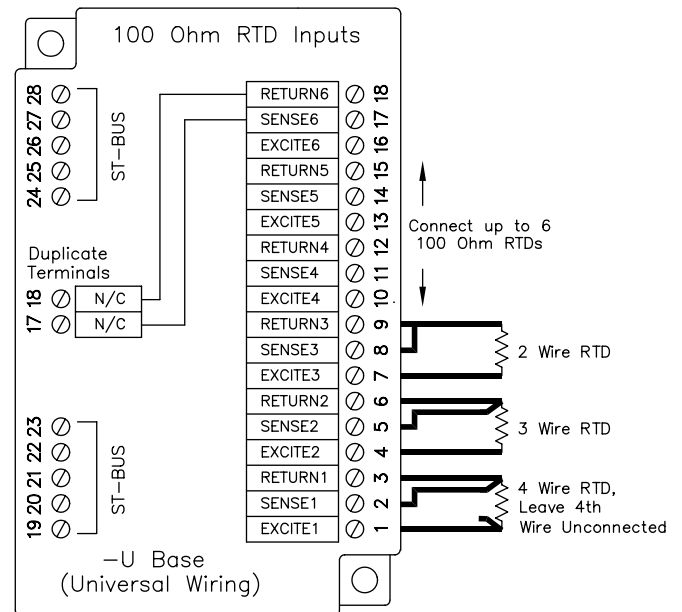 100 Ohm RTD Inputs
28
27
26
25
24
ST-BUS
Duplicate
Terminals
18 N/C
17 N/C
23
22
21
20
19
ST-BUS
RETURN6 18
SENSE6 17
EXCITE6 16
RETURN5 15
SENSE5 14
EXCITE5 13
RETURN4 12
SENSE4 11
EXCITE4 10
RETURN3 9
SENSE3 8
EXCITE3 7
RETURN2 6
SENSE2 5
EXCITE2 4
RETURN1 3
SENSE1 2
EXCITE1 1
Connect up to 6
100 Ohm RTDs
2 Wire RTD
3 Wire RTD
4 Wire RTD,
Leave 4th
Wire Unconnected
-U Base
(Universal Wiring)